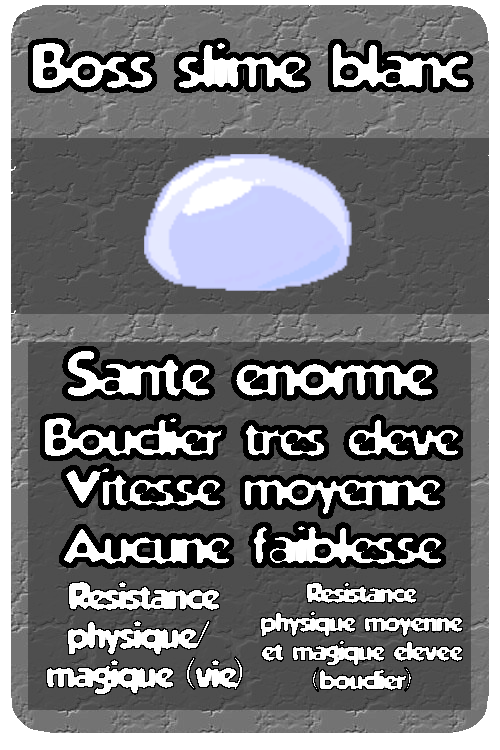 Boss slime blanc
Sante enorme
Bouclier tres eleve
Vitesse moyenne
Aucune faiblesse
Resistance
physique/
magique (vie)
Resistance
physique moyenne
et magique elevee
(bouclier)